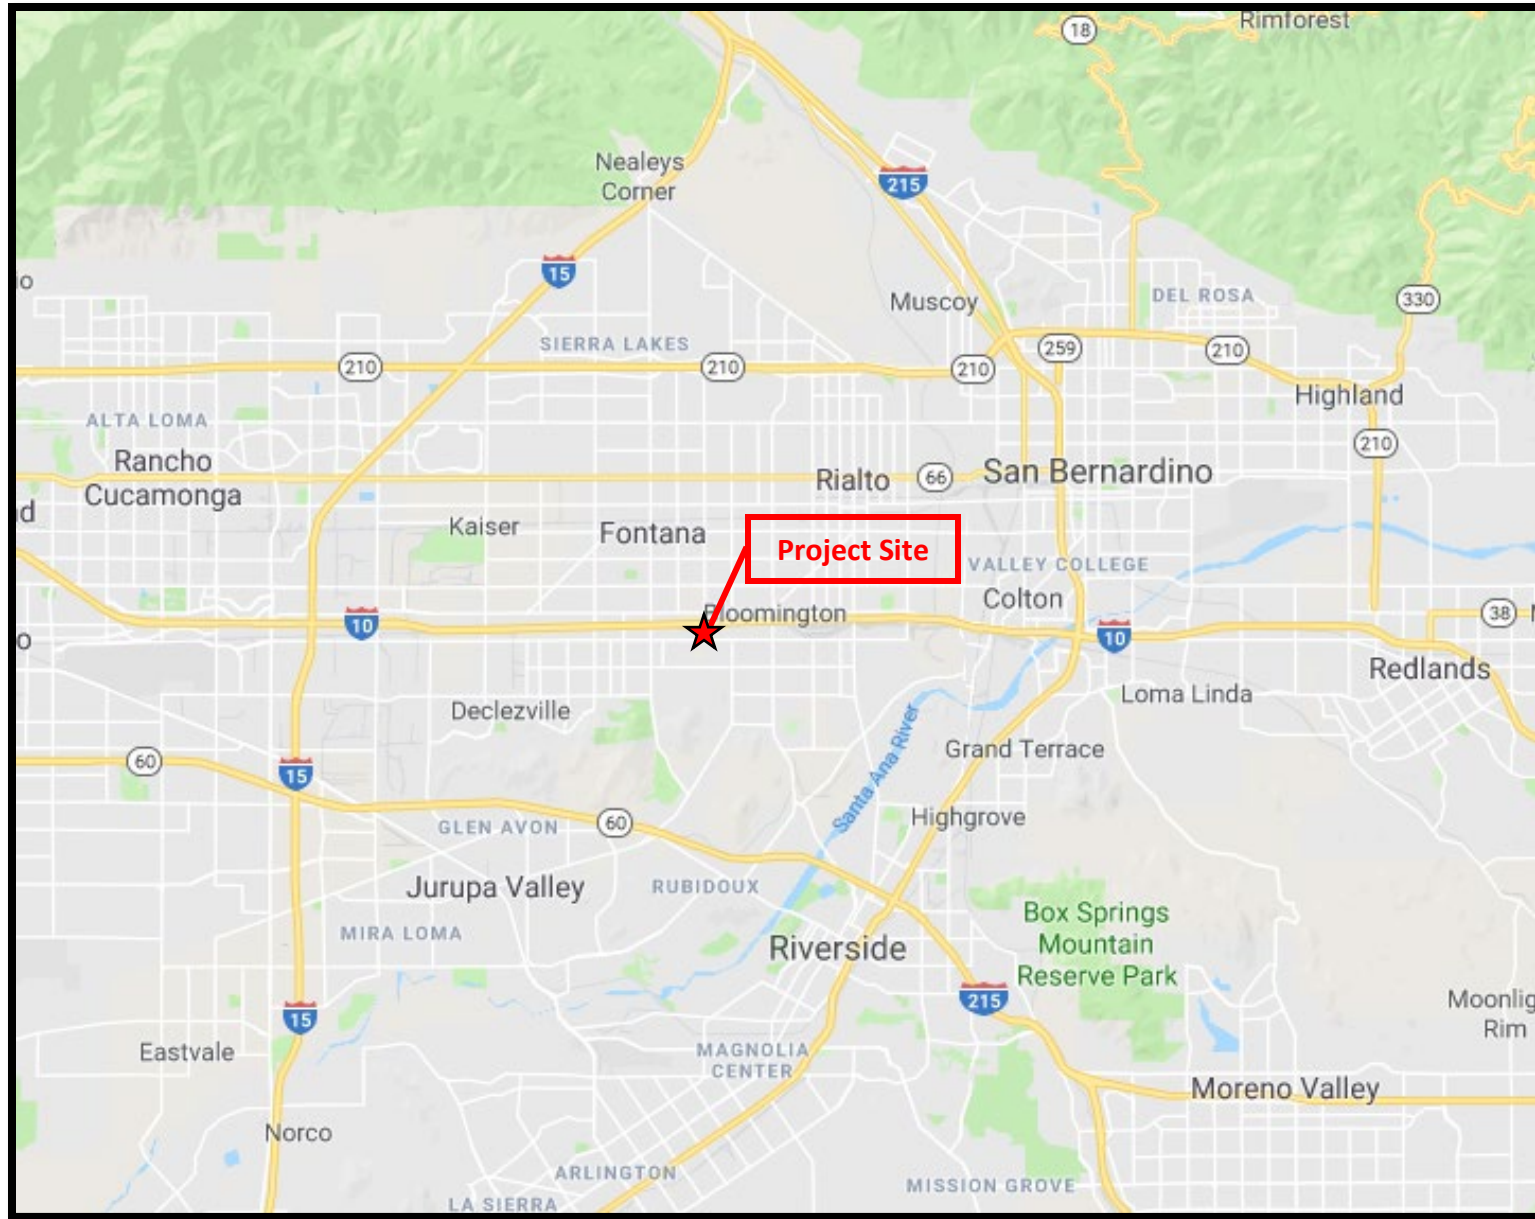 18
Rimforest
Nealeys
Corner
215
15
io
Muscoy
DEL ROSA
330
SIERRA LAKES
259
210
210
210
210
Highland
ALTA LOMA
210
Rancho
Cucamonga
Rialto
66
San Bernardino
Kaiser
Fontana
Project Site
VALLEY COLLEGE
Colton
Bloomington
10
10
38
Redlands
Loma Linda
Declezville
Santa Ana River
Grand Terrace
60
15
Highgrove
GLEN AVON
60
Jurupa Valley
RUBIDOUX
MIRA LOMA
Riverside
Box Springs
Mountain
Reserve Park
215
15
Moonlig
Rim
Eastvale
MAGNOLIA
CENTER
Moreno Valley
Norco
ARLINGTON
MISSION GROVE
LA SIERRA